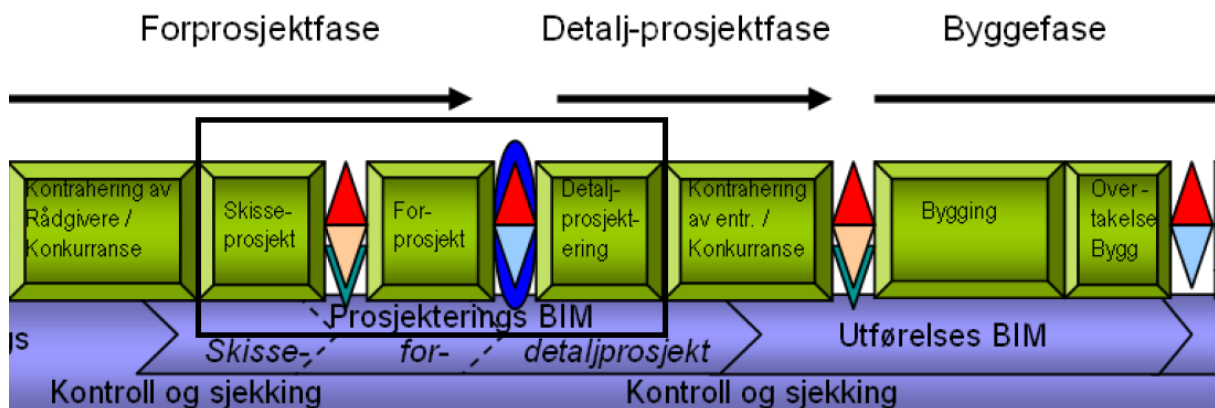 Forprosjektfase
Detalj-prosjektfase
Byggefase
Kontrahering av
Rådgivere /
Konkurranse
Skisse-
prosjekt
For-
prosjekt
Detalj-
prosjekt-
ering
Kontrahering
av entr. /
Konkurranse
Bygging
Over -
takelse
Bygg
gs
Prosjekterings BIM
Utførelses BIM
Skisse-
for-
detaljprosjekt
Kontroll og sjekking
Kontroll og sjekking